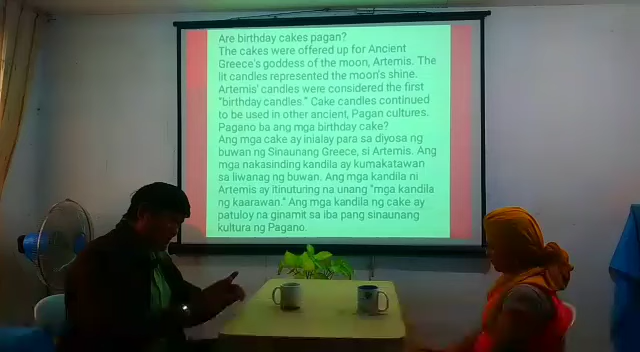 Are birthday cakes pagan?
The cakes were offered up for Ancient
Greece's goddess of the moon, Artemis. The
lit candles represented the moon's shine.
Artemis' candles were considered the first
"birthday candles." Cake candles continued
to be used in other ancient, Pagan cultures.
Pagano ba ang mga birthday cake?
Ang mga cake ay inialay para sa diyosa ng
buwan ng Sinaunang Greece, si Artemis. Ang
mga nakasinding kandila ay kumakatawan
sa liwanag ng buwan. Ang mga kandila ni
Artemis ay itinuturing na unang "mga kandila
ng kaarawan." Ang mga kandila ng cake ay
patuloy na ginamit sa iba pang sinaunang
kultura ng Pagano.